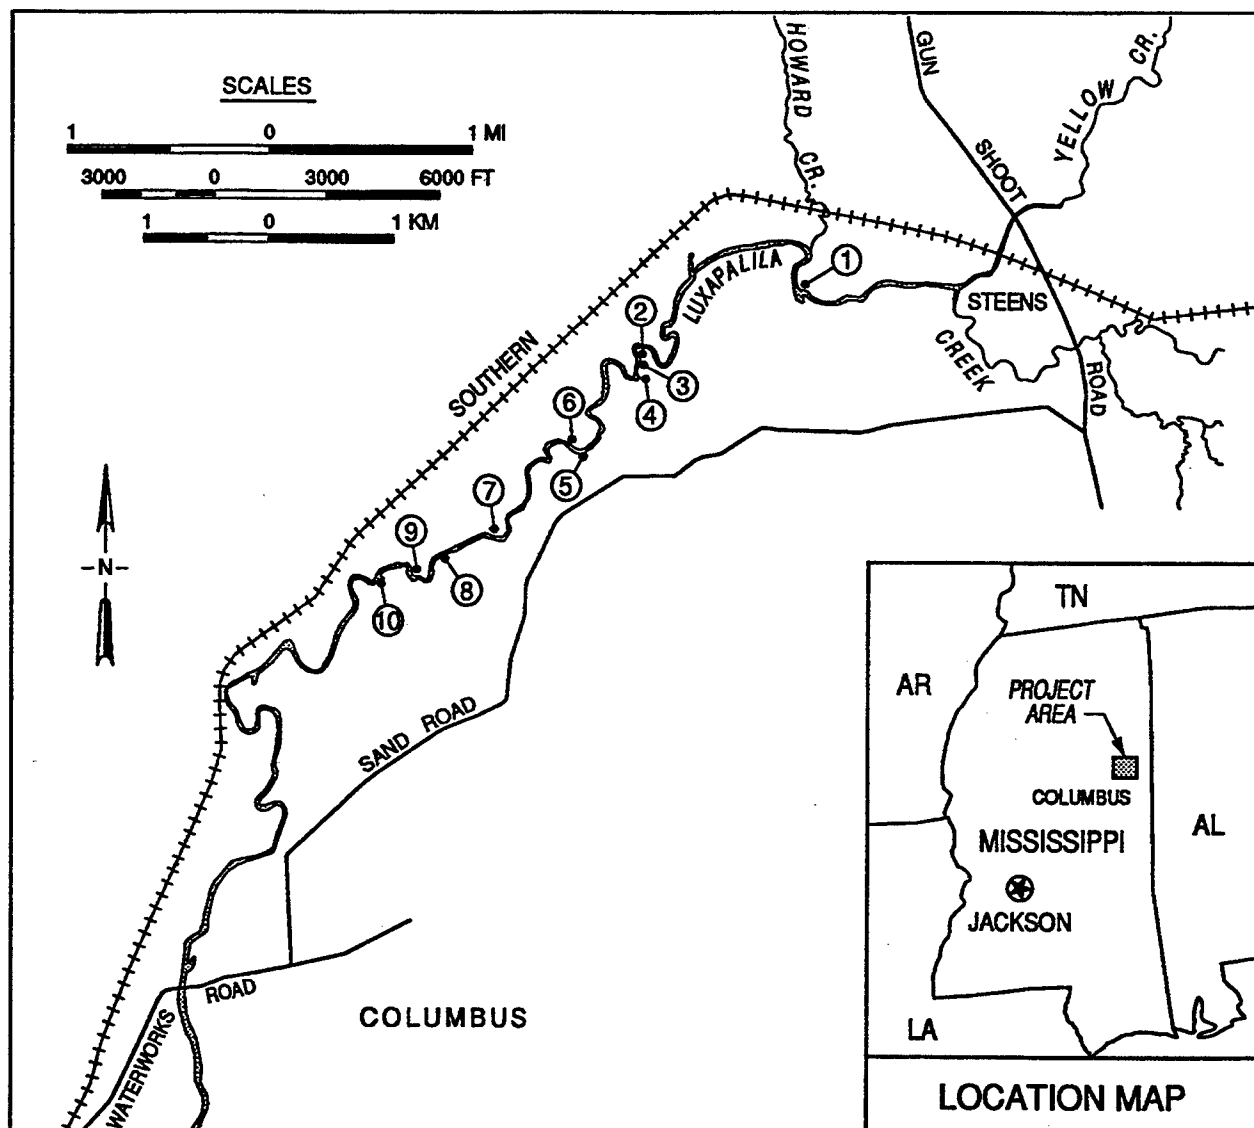 SCALES
1 0 1 MI
3000 0 3000 6000 FT
1 0 1 KM
HOWARD CR.
GUN SHOOT ROAD
YELLOW CR.
LUXAPALILA CREEK
STEENS
SOUTHERN
1
2
3
4
6
5
7
9
8
10
-N-
SAND ROAD
WATERWORKS ROAD
COLUMBUS
TN
AR
PROJECT
AREA
COLUMBUS
MISSISSIPPI
AL
JACKSON
LA
LOCATION MAP